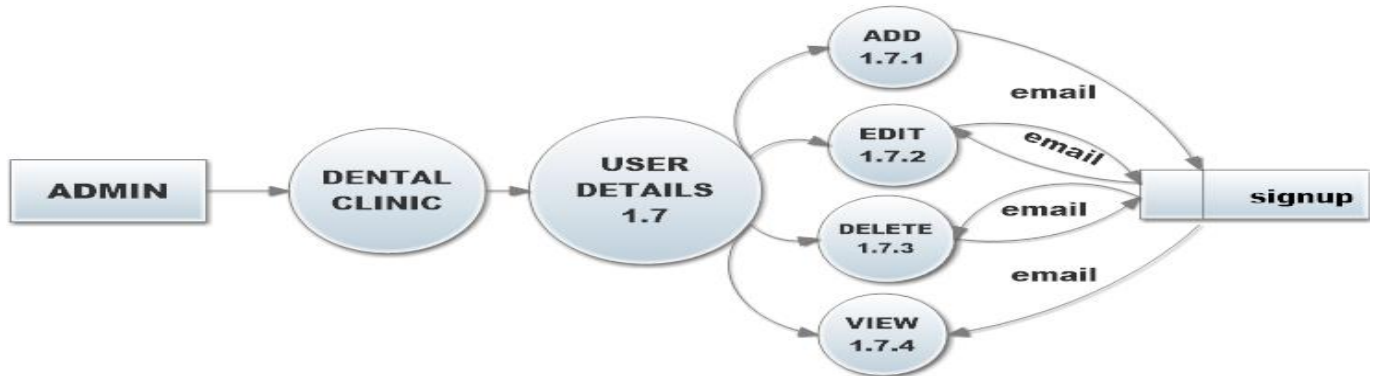 ADMIN
DENTAL
CLINIC
USER
DETAILS
1.7
ADD
1.7.1
EDIT
1.7.2
DELETE
1.7.3
VIEW
1.7.4
email
email
email
email
signup